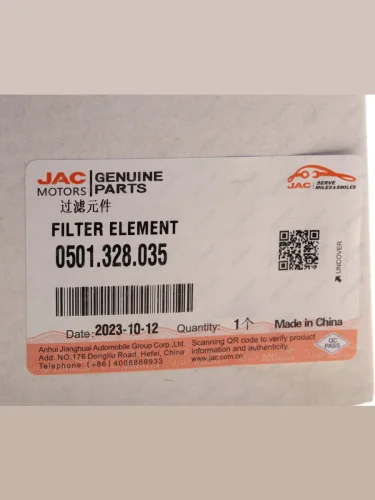 JAC MOTORS
GENUINE PARTS
过滤元件
FILTER ELEMENT
0501.328.035
JAC
SERVE
MILES & SMILES
UNCOVER
Date: 2023-10-12
Quantity: 1个
Made in China
Anhui Jianghuai Automobile Group Corp.,Ltd.
Add: NO.176 Dongliu Road, Hefei, China
Telephone: (+86) 4008889933
Scanning QR code to verify product
information and authenticity.
www.jac.com.cn
QC
PASS